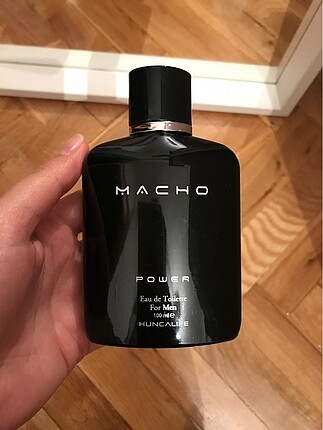 MACHO
POWER
Eau de Toilette
For Men
100 ml ℮
HUNCALIFE